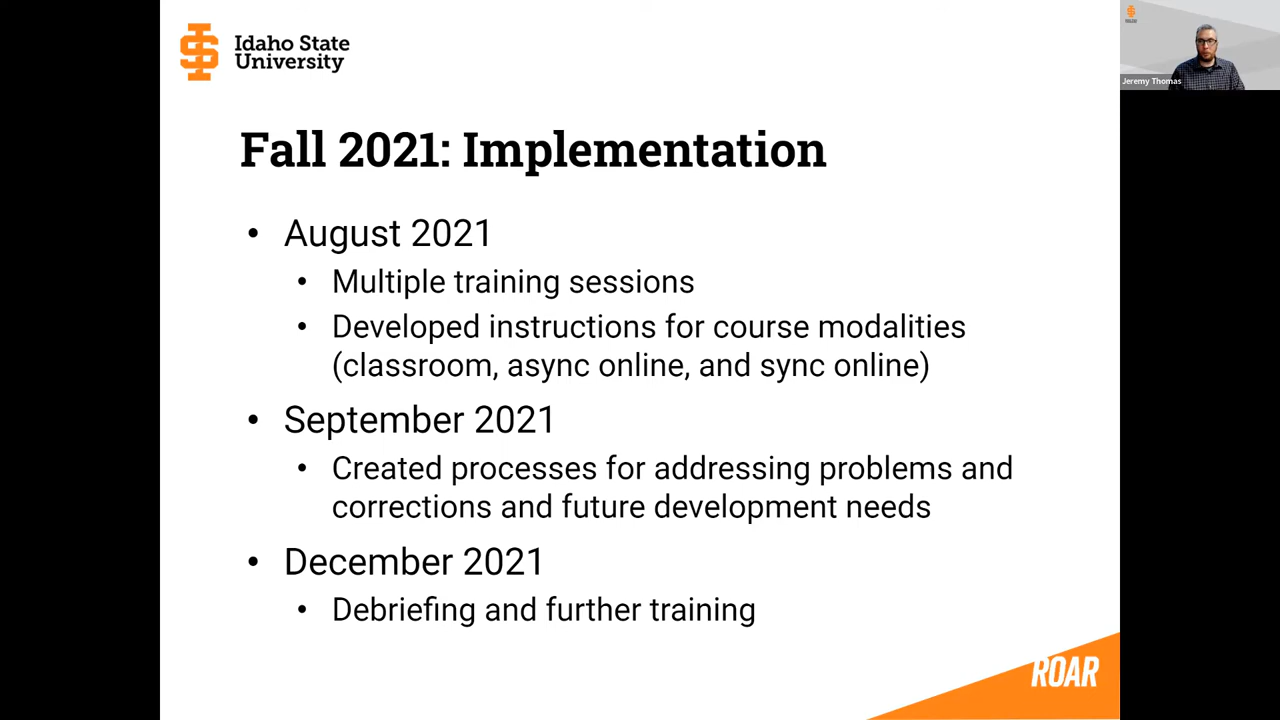 Idaho State
University
Jeremy Thomas
Fall 2021: Implementation
• August 2021
• Multiple training sessions
• Developed instructions for course modalities
(classroom, async online, and sync online)
• September 2021
• Created processes for addressing problems and
corrections and future development needs
• December 2021
• Debriefing and further training
ROAR